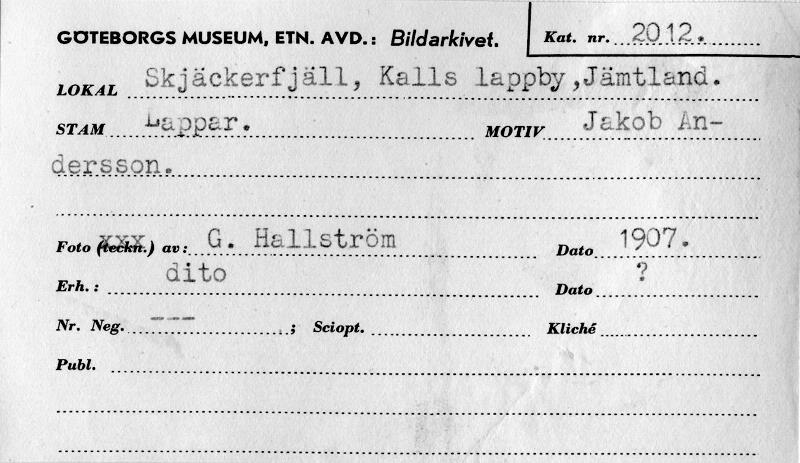 GÖTEBORGS MUSEUM, ETN. AVD.: Bildarkivet. Kat. nr. 2012.
LOKAL Skjäckerfjäll, Kalls lappby, Jämtland.
STAM Lappar. MOTIV Jakob An-
dersson.
Foto (teckn.) av: G. Hallström Dato 1907.
Erh.: dito Dato ?
Nr. Neg. --- ; Sciopt. Kliché
Publ.